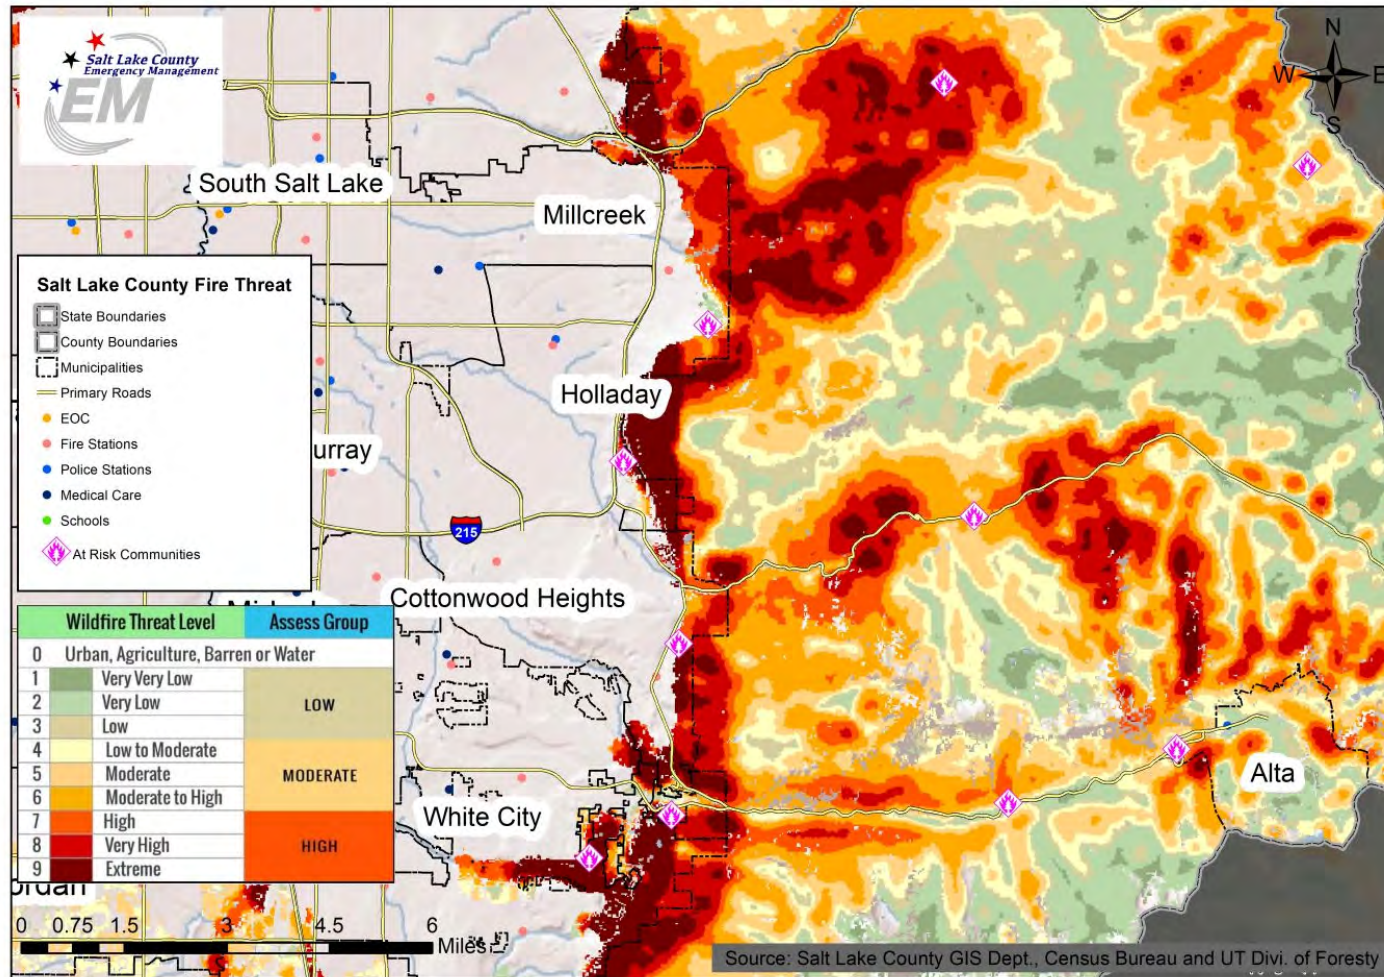 Salt Lake County
Emergency Management
EM
N
W E
S
South Salt Lake
Millcreek
Salt Lake County Fire Threat
State Boundaries
County Boundaries
Municipalities
Primary Roads
EOC
Fire Stations
Police Stations
Medical Care
Schools
At Risk Communities
Holladay
urray
215
Cottonwood Heights
Wildfire Threat Level Assess Group
0 Urban, Agriculture, Barren or Water
1 Very Very Low
2 Very Low
3 Low
LOW
4 Low to Moderate
5 Moderate
6 Moderate to High
MODERATE
7 High
8 Very High
9 Extreme
HIGH
White City
Alta
ordan
0 0.75 1.5 3 4.5 6
Miles
Source: Salt Lake County GIS Dept., Census Bureau and UT Divi. of Foresty